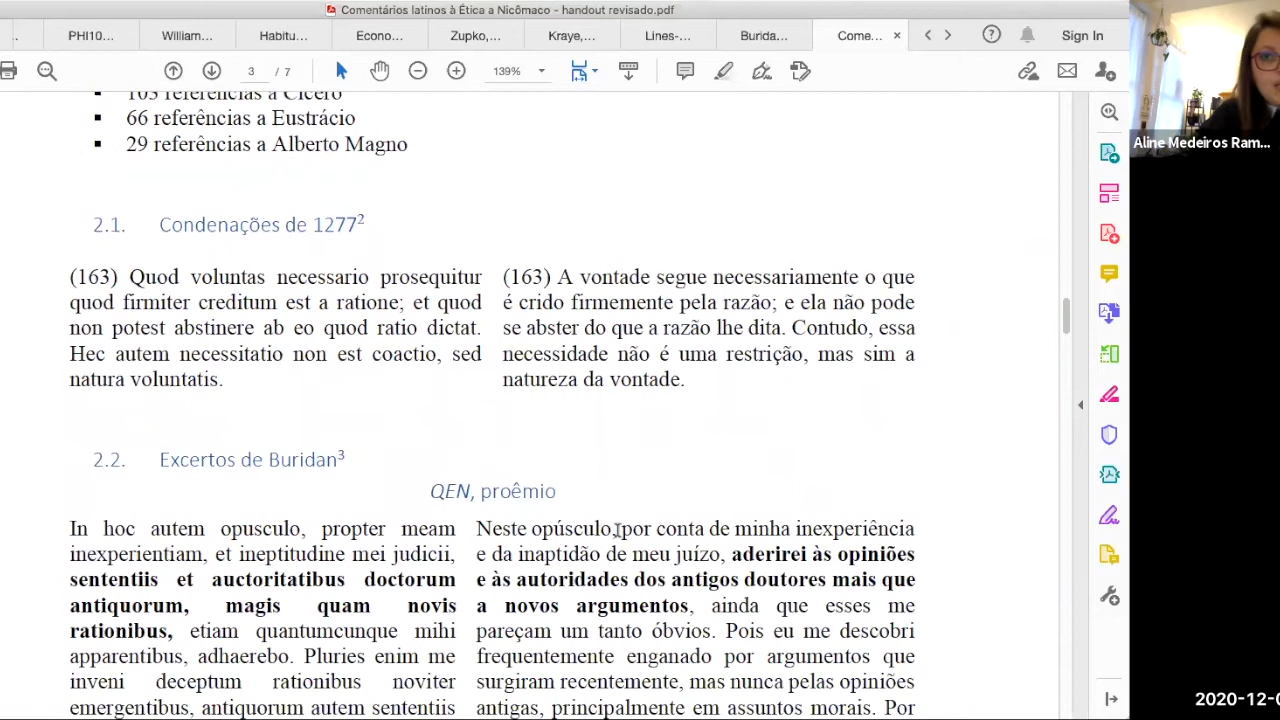 Comentários latinos à Ética a Nicômaco - handout revisado.pdf
PHI10... William... Habitu... Econo... Zupko,... Kraye,... Lines-... Burida... Come... × Sign In
3 / 7 139%
103 referências a Cícero
66 referências a Eustrácio
29 referências a Alberto Magno
Aline Medeiros Ram...
2.1. Condenações de 1277²
(163) Quod voluntas necessario prosequitur
quod firmiter creditum est a ratione; et quod
non potest abstinere ab eo quod ratio dictat.
Hec autem necessitatio non est coactio, sed
natura voluntatis.
(163) A vontade segue necessariamente o que
é crido firmemente pela razão; e ela não pode
se abster do que a razão lhe dita. Contudo, essa
necessidade não é uma restrição, mas sim a
natureza da vontade.
2.2. Excertos de Buridan³
QEN, proêmio
In hoc autem opusculo, propter meam
inexperientiam, et ineptitudine mei judicii,
sententiis et auctoritatibus doctorum
antiquorum, magis quam novis
rationibus, etiam quantumcunque mihi
apparentibus, adhaerebo. Pluries enim me
inveni deceptum rationibus noviter
emergentibus, antiquorum autem sententiis
Neste opúsculo, por conta de minha inexperiência
e da inaptidão de meu juízo, aderirei às opiniões
e às autoridades dos antigos doutores mais que
a novos argumentos, ainda que esses me
pareçam um tanto óbvios. Pois eu me descobri
frequentemente enganado por argumentos que
surgiram recentemente, mas nunca pelas opiniões
antigas, principalmente em assuntos morais. Por